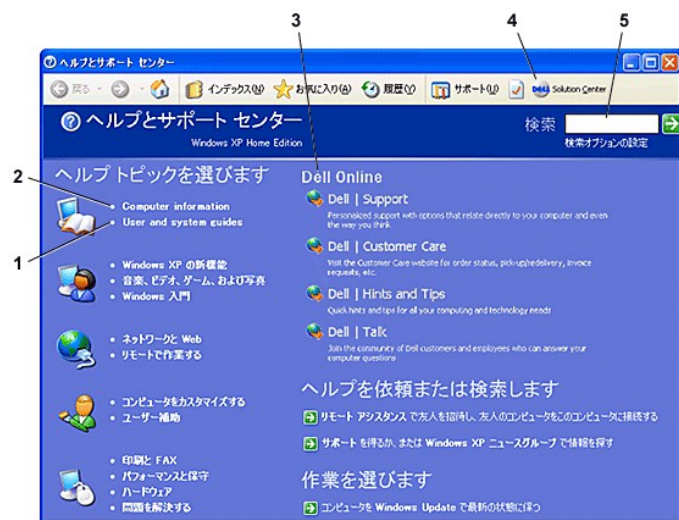 3
4
5
ヘルプとサポート センター
戻る
インデックス(N)
お気に入り(A)
履歴(Y)
サポート(U)
DELL Solution Center
ヘルプとサポート センター
Windows XP Home Edition
検索
検索オプションの設定
ヘルプ トピックを選びます
2
Computer information
User and system guides
1
Windows XP の新機能
音楽、ビデオ、ゲーム、および写真
Windows 入門
ネットワークと Web
リモートで作業する
コンピュータをカスタマイズする
ユーザー補助
印刷と FAX
パフォーマンスと保守
ハードウェア
問題を解決する
Dell Online
Dell | Support
Personalized support with options that relate directly to your computer and even
the way you think
Dell | Customer Care
Visit the Customer Care website for order status, pick-up/redelivery, invoice
requests, etc.
Dell | Hints and Tips
Quick hints and tips for all your computing and technology needs
Dell | Talk
Join the community of Dell customers and employees who can answer your
computer questions
ヘルプを依頼または検索します
リモート アシスタンス で友人を招待し、友人のコンピュータをこのコンピュータに接続する
サポート を得るか、または Windows XP ニュースグループ で情報を探す
作業を選びます
コンピュータを Windows Update で最新の状態に保つ